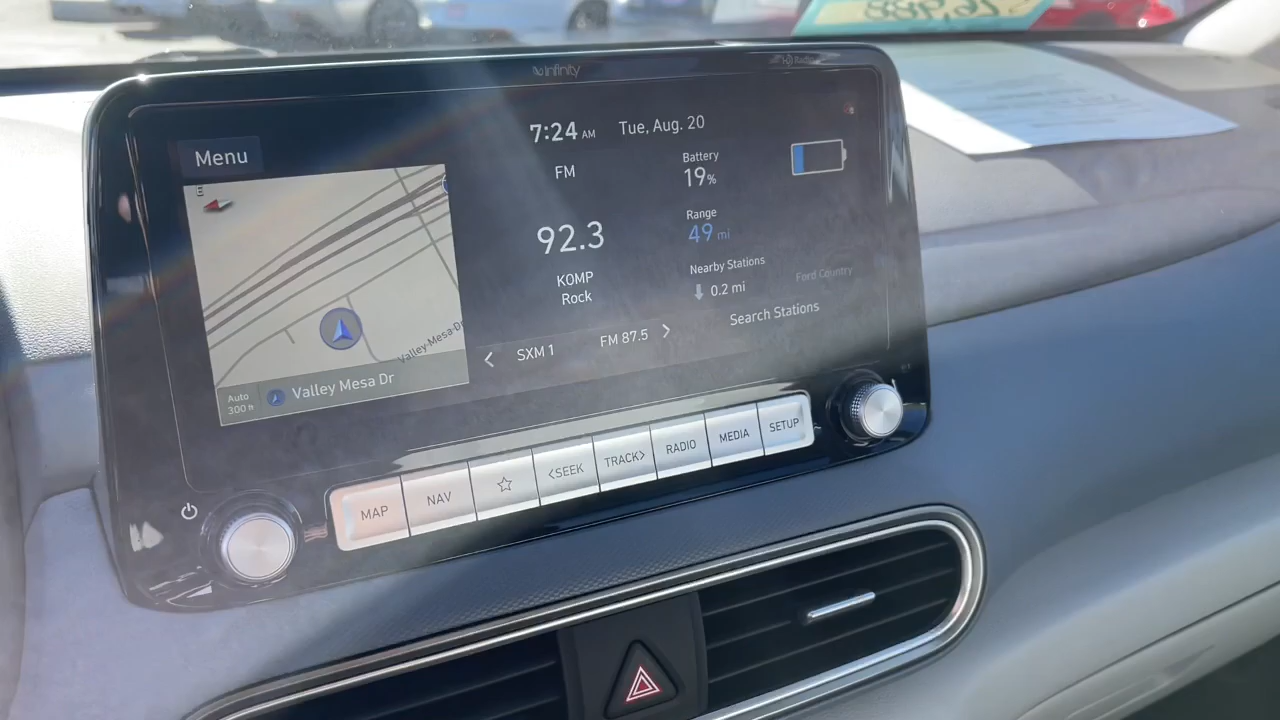 infinity
HD Radio
7:24 AM
Tue, Aug. 20
Menu
E
FM
92.3
KOMP
Rock
Battery
19%
Range
49 mi
Nearby Stations
0.2 mi
Ford Country
Search Stations
SXM 1
FM 87.5
Valley Mesa Dr
Auto
300 ft
Valley Mesa Dr
MAP
NAV
<SEEK
TRACK>
RADIO
MEDIA
SETUP